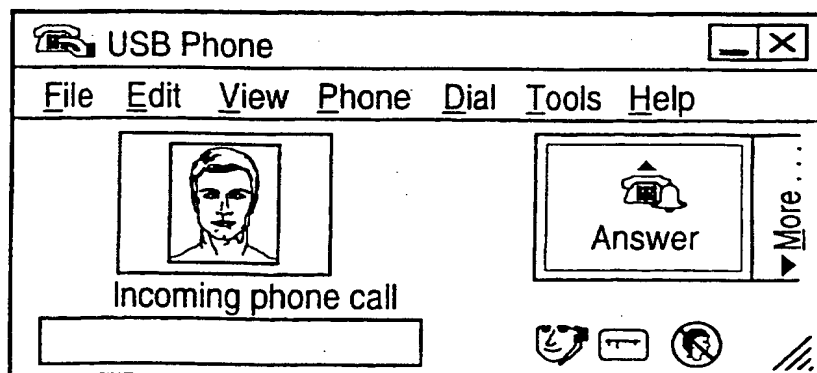 USB Phone
File Edit View Phone Dial Tools Help
Answer
More....
Incoming phone call